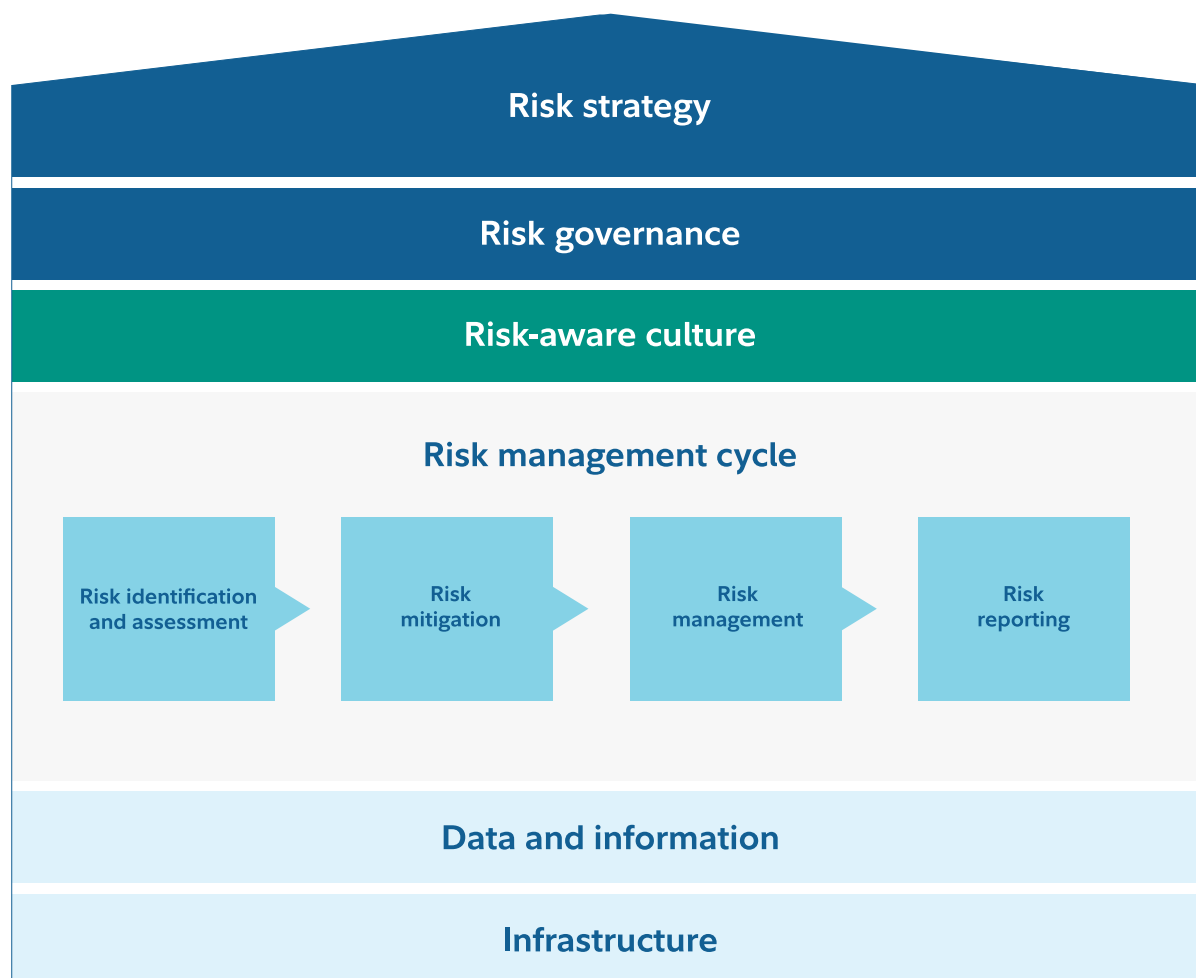 Risk strategy
Risk governance
Risk-aware culture
Risk management cycle
Risk identification
and assessment
Risk
mitigation
Risk
management
Risk
reporting
Data and information
Infrastructure